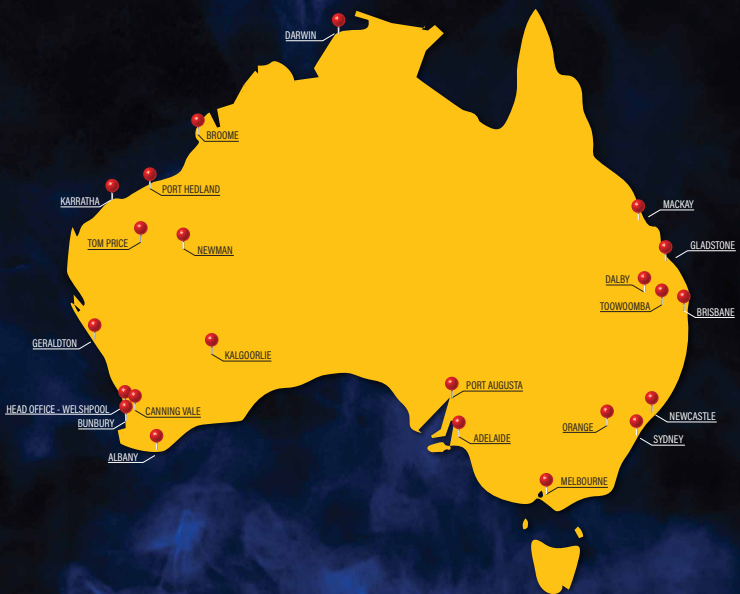 DARWIN
BROOME
PORT HEDLAND
KARRATHA
MACKAY
TOM PRICE
NEWMAN
GLADSTONE
DALBY
TOOWOOMBA
BRISBANE
GERALDTON
KALGOORLIE
PORT AUGUSTA
HEAD OFFICE - WELSHPOOL
CANNING VALE
BUNBURY
NEWCASTLE
ORANGE
ADELAIDE
SYDNEY
ALBANY
MELBOURNE